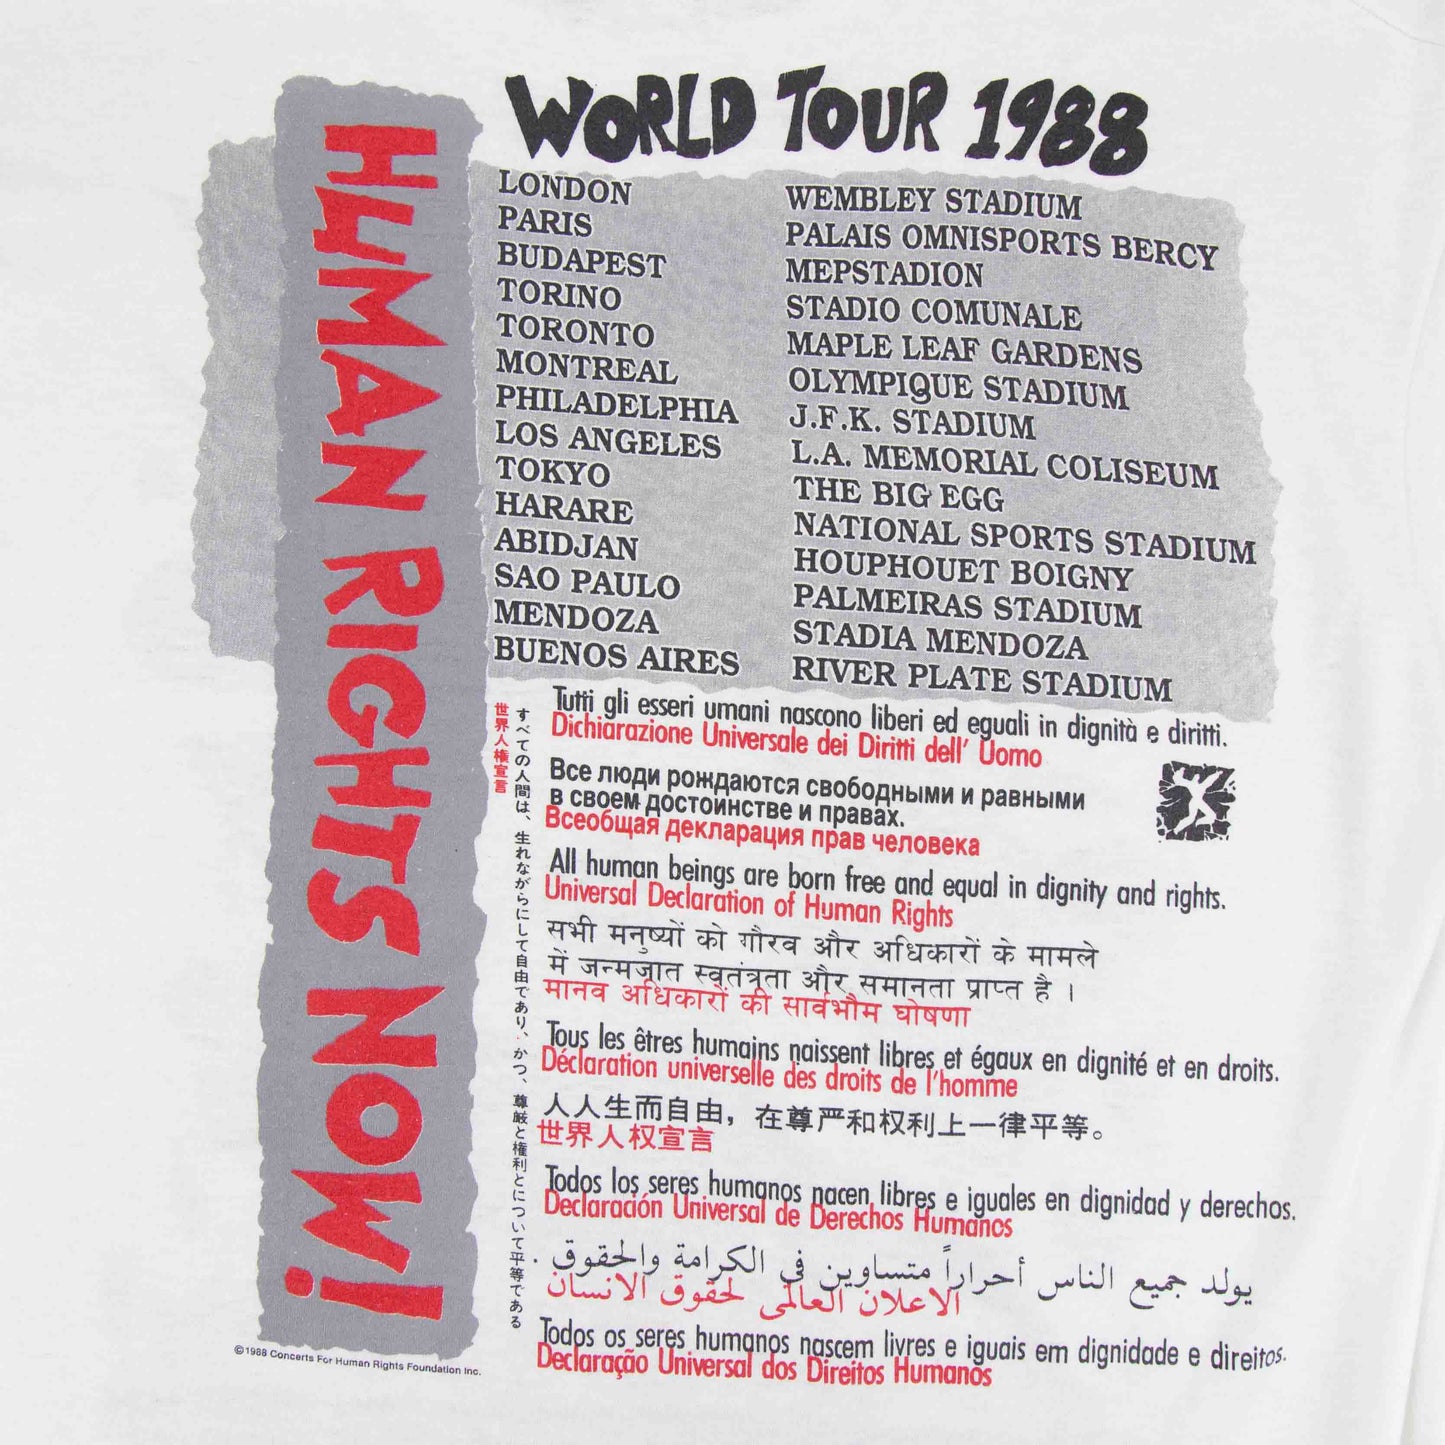 WORLD TOUR 1988
HUMAN RIGHTS NOW!
LONDON WEMBLEY STADIUM
PARIS PALAIS OMNISPORTS BERCY
BUDAPEST MEPSTADION
TORINO STADIO COMUNALE
TORONTO MAPLE LEAF GARDENS
MONTREAL OLYMPIQUE STADIUM
PHILADELPHIA J.F.K. STADIUM
LOS ANGELES L.A. MEMORIAL COLISEUM
TOKYO THE BIG EGG
HARARE NATIONAL SPORTS STADIUM
ABIDJAN HOUPHOUET BOIGNY
SAO PAULO PALMEIRAS STADIUM
MENDOZA STADIA MENDOZA
BUENOS AIRES RIVER PLATE STADIUM
すべての人間は、生れながらにして自由であり、かつ、尊厳と権利とについて平等である
世界人権宣言
Tutti gli esseri umani nascono liberi ed eguali in dignità e diritti.
Dichiarazione Universale dei Diritti dell' Uomo
Все люди рождаются свободными и равными
в своем достоинстве и правах.
Всеобщая декларация прав человека
All human beings are born free and equal in dignity and rights.
Universal Declaration of Human Rights
सभी मनुष्यों को गौरव और अधिकारों के मामले
में जन्मजात स्वतंत्रता और समानता प्राप्त है ।
मानव अधिकारों की सार्वभौम घोषणा
Tous les êtres humains naissent libres et égaux en dignité et en droits.
Déclaration universelle des droits de l'homme
人人生而自由，在尊严和权利上一律平等。
世界人权宣言
Todos los seres humanos nacen libres e iguales en dignidad y derechos.
Declaración Universal de Derechos Humanos
يولد جميع الناس أحراراً متساوين في الكرامة والحقوق .
الاعلان العالمى لحقوق الانسان
Todos os seres humanos nascem livres e iguais em dignidade e direitos.
Declaração Universal dos Direitos Humanos
©1988 Concerts For Human Rights Foundation Inc.